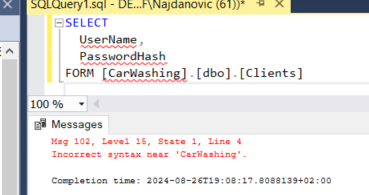 SQLQuery1.sql - DE...F\Najdanovic (61))*
SELECT
UserName,
PasswordHash
FORM [CarWashing].[dbo].[Clients]
100 %
Messages
Msg 102, Level 15, State 1, Line 4
Incorrect syntax near 'CarWashing'.
Completion time: 2024-08-26T19:08:17.8088139+02:00